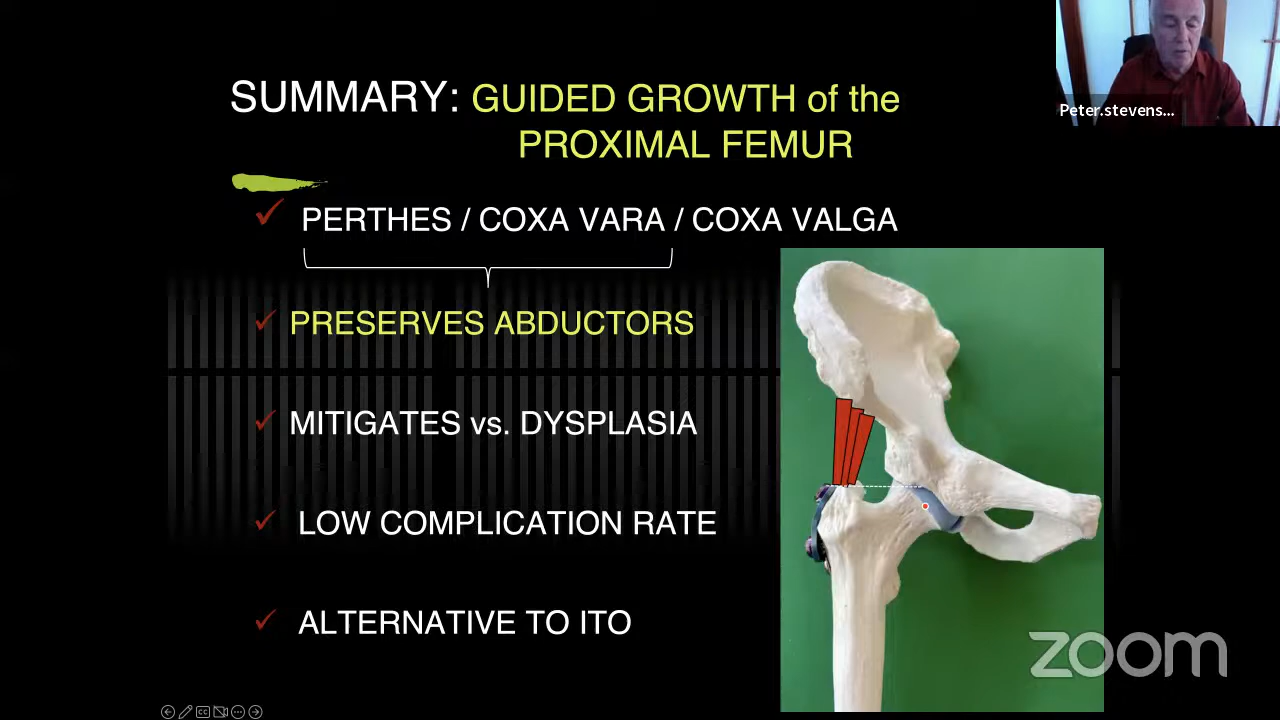 SUMMARY: GUIDED GROWTH of the
PROXIMAL FEMUR
Peter.stevens...
PERTHES / COXA VARA / COXA VALGA
PRESERVES ABDUCTORS
MITIGATES vs. DYSPLASIA
LOW COMPLICATION RATE
ALTERNATIVE TO ITO
zoom
CC